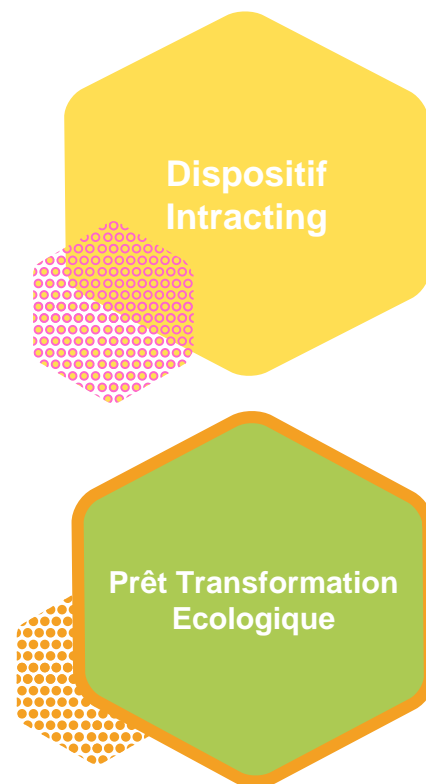 Dispositif
Intracting
Prêt Transformation
Ecologique